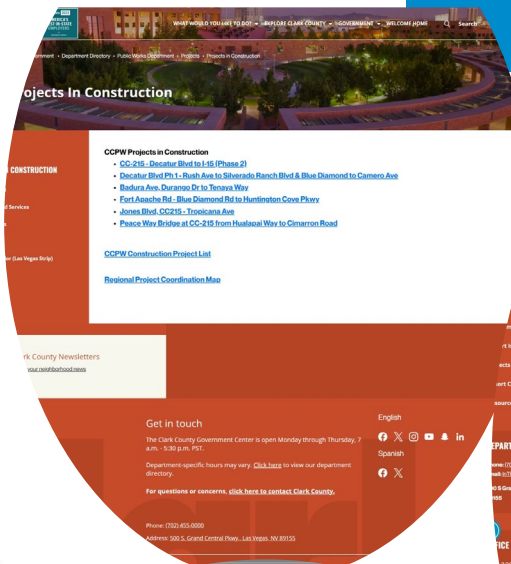 WHAT WOULD YOU LIKE TO DO? EXPLORE CLARK COUNTY GOVERNMENT WELCOME HOME Search
Department Directory Public Works Department Projects Projects in Construction
ojects In Construction
CONSTRUCTION
d Services
or (Las Vegas Strip)
CCPW Projects in Construction
• CC-215 - Decatur Blvd to I-15 (Phase 2)
• Decatur Blvd Ph 1 - Rush Ave to Silverado Ranch Blvd & Blue Diamond to Camero Ave
• Badura Ave, Durango Dr to Tenaya Way
• Fort Apache Rd - Blue Diamond Rd to Huntington Cove Pkwy
• Jones Blvd, CC215 - Tropicana Ave
• Peace Way Bridge at CC-215 from Hualapai Way to Cimarron Road
CCPW Construction Project List
Regional Project Coordination Map
rk County Newsletters
your neighborhood news
Get in touch
The Clark County Government Center is open Monday through Thursday, 7
a.m. - 5:30 p.m. PST.
Department-specific hours may vary. Click here to view our department
directory.
For questions or concerns, click here to contact Clark County.
Phone: (702) 455-0000
Address: 500 S. Grand Central Pkwy., Las Vegas, NV 89155
English
Spanish